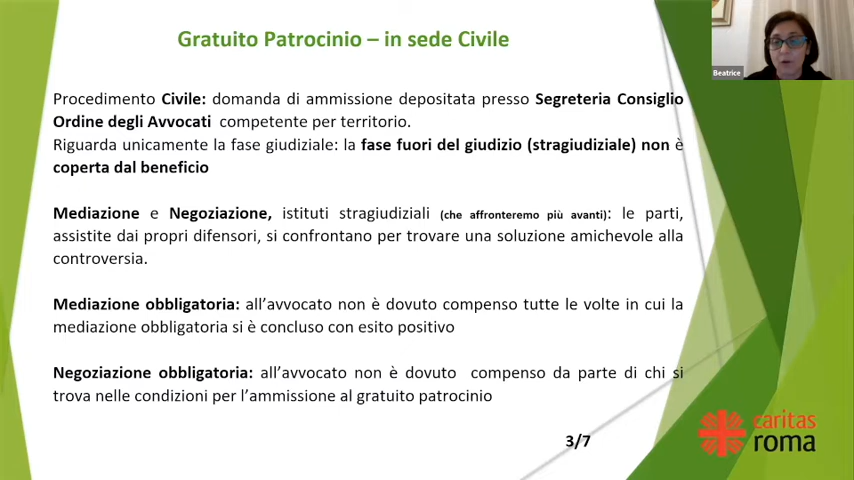 Gratuito Patrocinio – in sede Civile
Beatrice
Procedimento Civile: domanda di ammissione depositata presso Segreteria Consiglio
Ordine degli Avvocati competente per territorio.
Riguarda unicamente la fase giudiziale: la fase fuori del giudizio (stragiudiziale) non è
coperta dal beneficio
Mediazione e Negoziazione, istituti stragiudiziali (che affronteremo più avanti): le parti,
assistite dai propri difensori, si confrontano per trovare una soluzione amichevole alla
controversia.
Mediazione obbligatoria: all’avvocato non è dovuto compenso tutte le volte in cui la
mediazione obbligatoria si è concluso con esito positivo
Negoziazione obbligatoria: all’avvocato non è dovuto compenso da parte di chi si
trova nelle condizioni per l’ammissione al gratuito patrocinio
3/7
caritas
roma